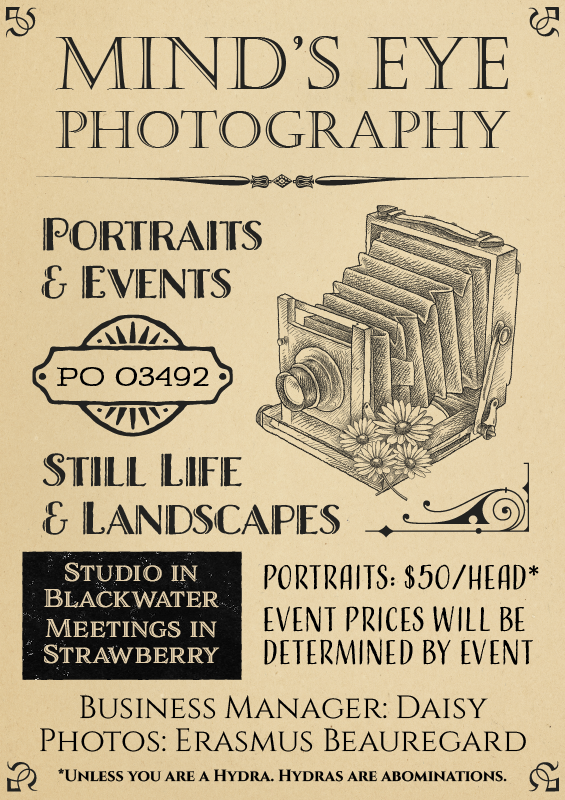 MIND'S EYE
PHOTOGRAPHY
PORTRAITS
& EVENTS
PO 03492
STILL LIFE
& LANDSCAPES
STUDIO IN
BLACKWATER
MEETINGS IN
STRAWBERRY
PORTRAITS: $50/HEAD*
EVENT PRICES WILL BE
DETERMINED BY EVENT
BUSINESS MANAGER: DAISY
PHOTOS: ERASMUS BEAUREGARD
*UNLESS YOU ARE A HYDRA. HYDRAS ARE ABOMINATIONS.